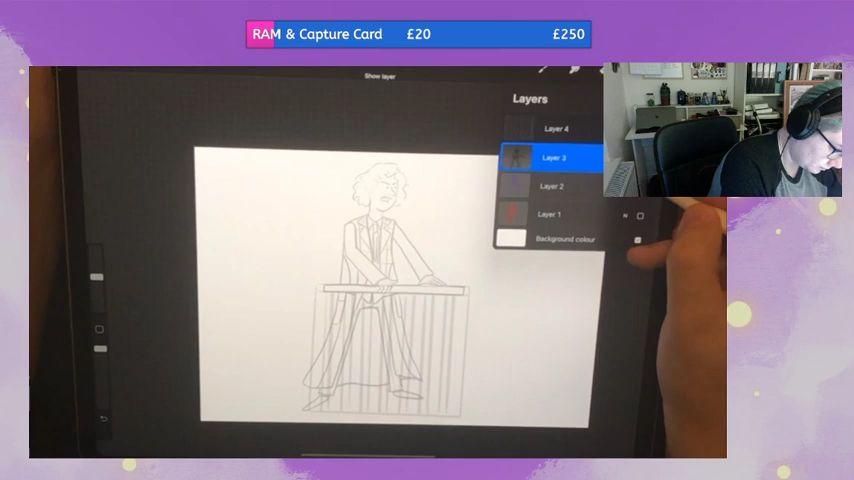 RAM & Capture Card £20 £250
Show layer
Layers
Layer 4
Layer 3
Layer 2
Layer 1
N
Background colour